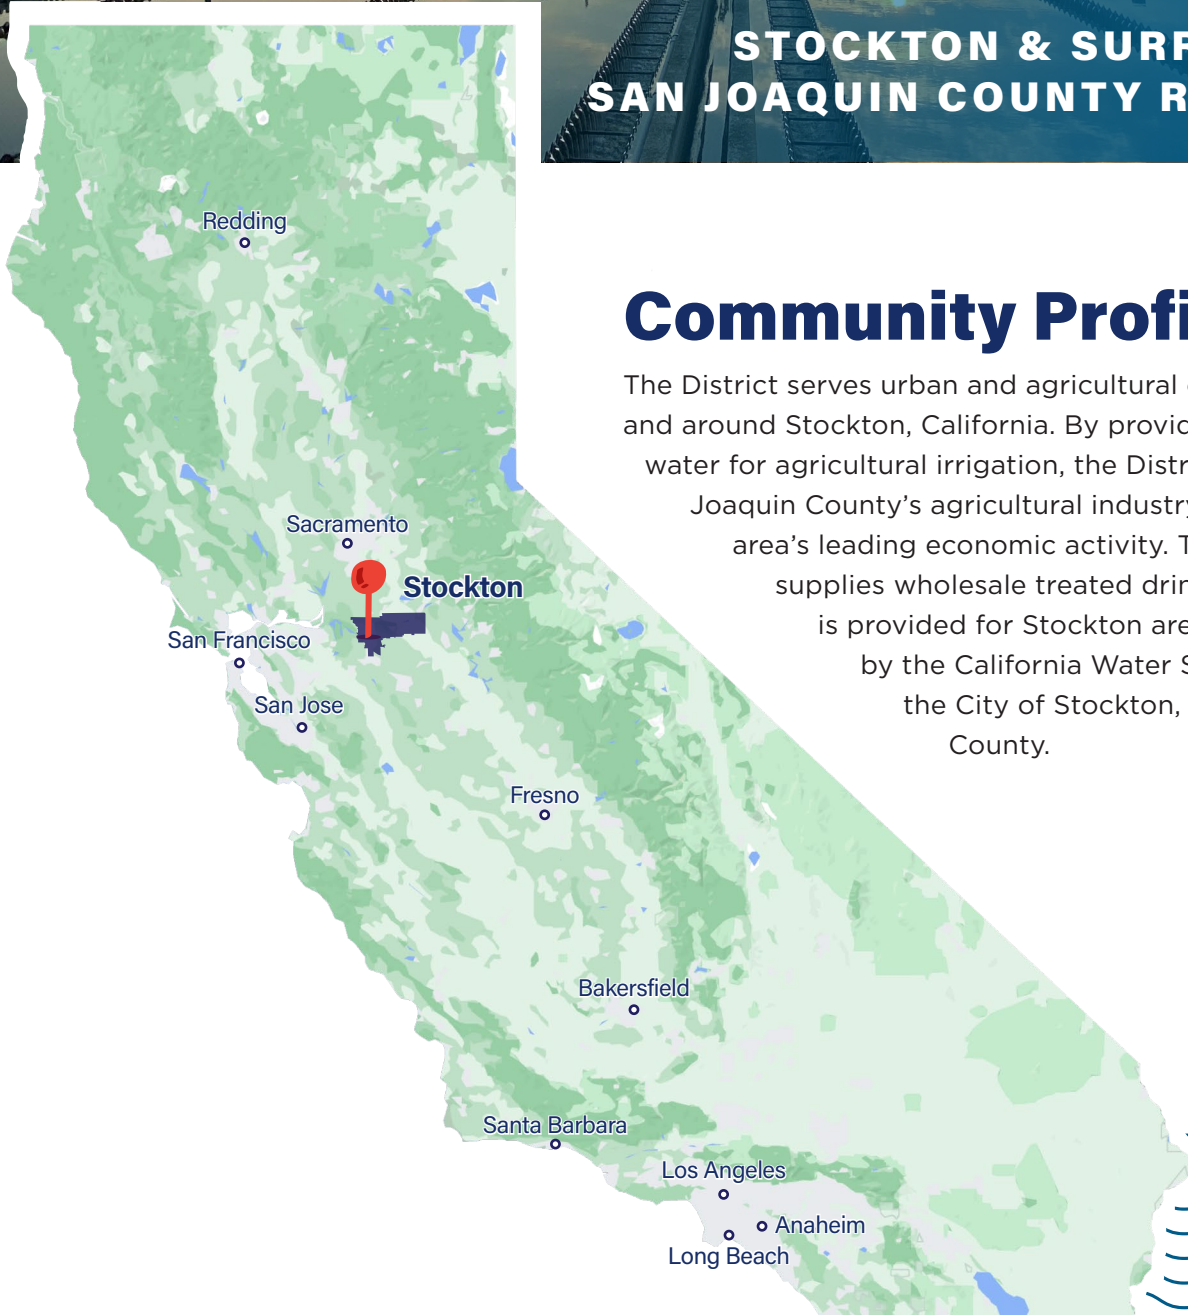 STOCKTON & SURR
SAN JOAQUIN COUNTY R
Community Profi
The District serves urban and agricultural
and around Stockton, California. By provid
water for agricultural irrigation, the Distr
Joaquin County’s agricultural industry
area’s leading economic activity. T
supplies wholesale treated drin
is provided for Stockton are
by the California Water S
the City of Stockton,
County.
Redding
Sacramento
Stockton
San Francisco
San Jose
Fresno
Bakersfield
Santa Barbara
Los Angeles
Anaheim
Long Beach